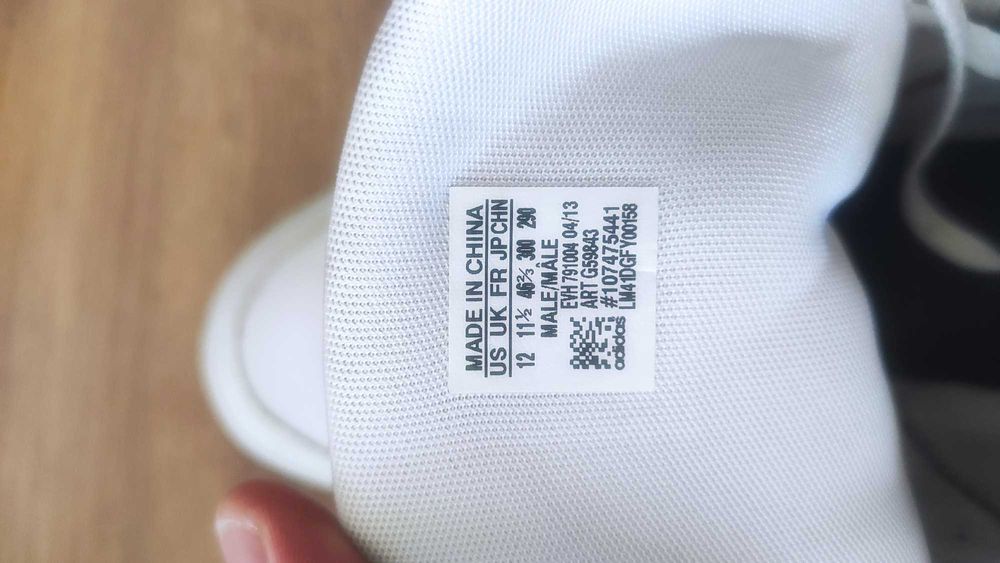 MADE IN CHINA
US UK FR JP CHN
12 11½ 46⅔ 300 290
MALE/MÂLE
EVH 791004 04/13
ART G59843
#107475441
adidas LM41DGFY00158